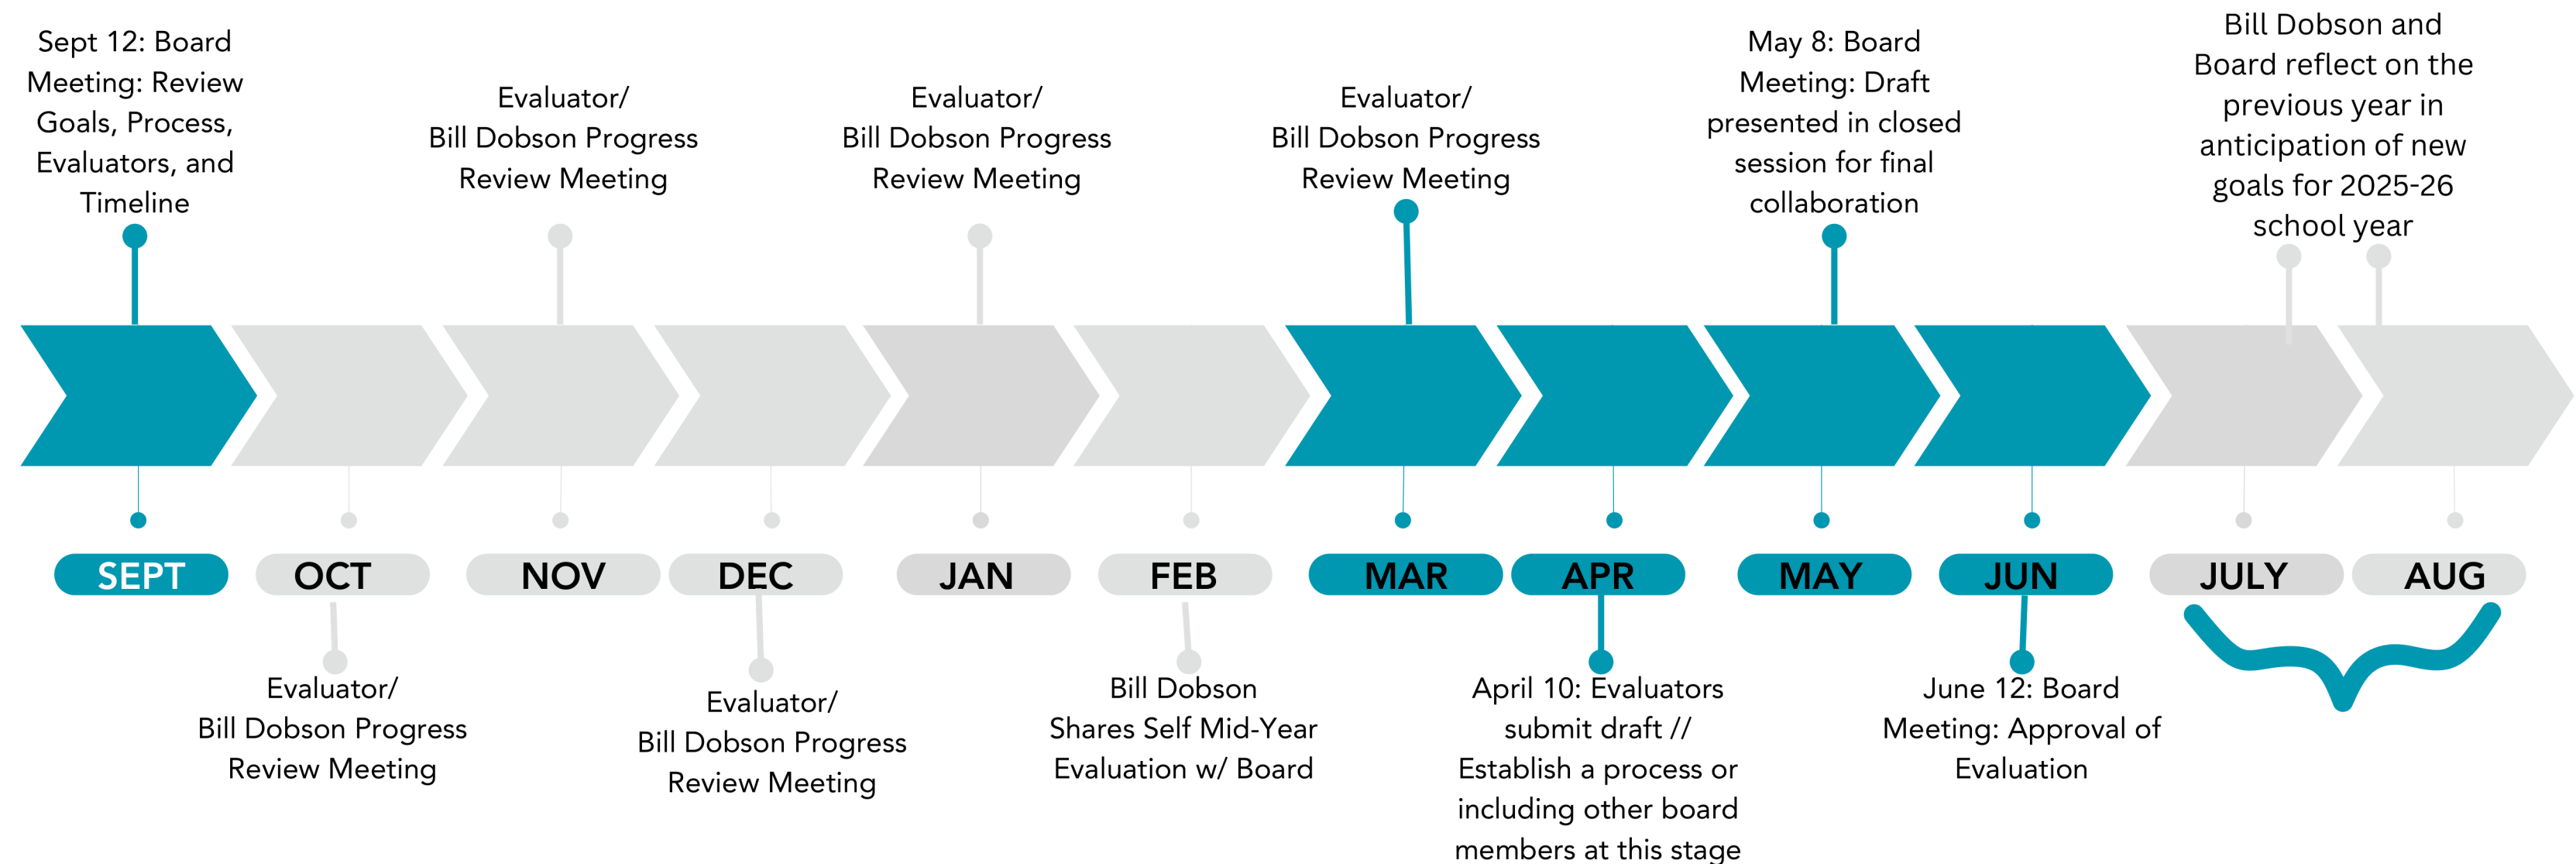 Sept 12: Board
Meeting: Review
Goals, Process,
Evaluators, and
Timeline
Evaluator/
Bill Dobson Progress
Review Meeting
Evaluator/
Bill Dobson Progress
Review Meeting
Evaluator/
Bill Dobson Progress
Review Meeting
May 8: Board
Meeting: Draft
presented in closed
session for final
collaboration
Bill Dobson and
Board reflect on the
previous year in
anticipation of new
goals for 2025-26
school year
SEPT
OCT
NOV
DEC
JAN
FEB
MAR
APR
MAY
JUN
JULY
AUG
Evaluator/
Bill Dobson Progress
Review Meeting
Evaluator/
Bill Dobson Progress
Review Meeting
Bill Dobson
Shares Self Mid-Year
Evaluation w/ Board
April 10: Evaluators
submit draft //
Establish a process or
including other board
members at this stage
June 12: Board
Meeting: Approval of
Evaluation